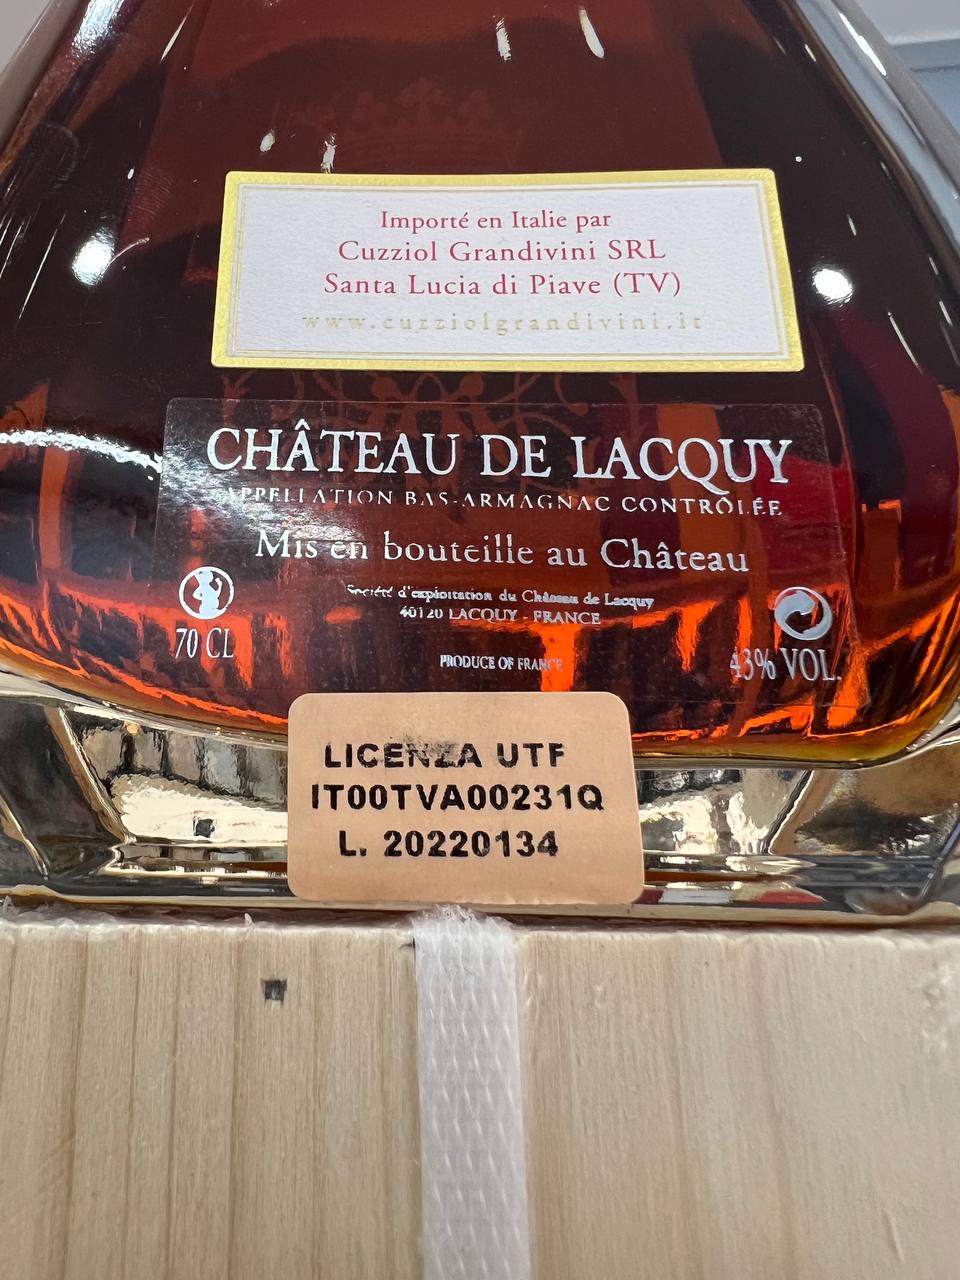 Importé en Italie par
Cuzziol Grandivini SRL
Santa Lucia di Piave (TV)
www.cuzziolgrandivini.it
CHÂTEAU DE LACQUY
APPELLATION BAS-ARMAGNAC CONTRÔLÉE
Mis en bouteille au Château
Société d'exploitation du Château de Lacquy
40120 LACQUY - FRANCE
70 CL
PRODUCE OF FRANCE
43% VOL.
LICENZA UTF
IT00TVA00231Q
L. 20220134